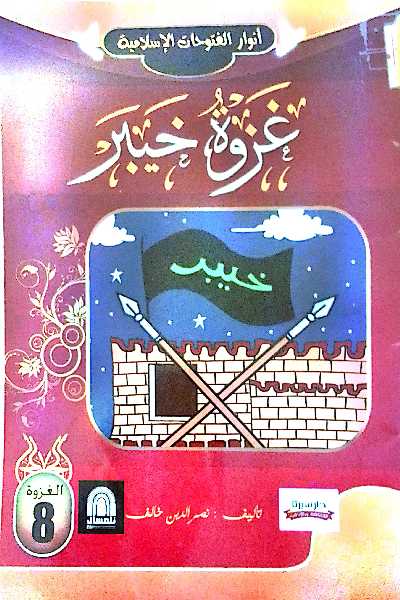 أنوار الفتوحات الإسلامية
غزوة خيبر
خيبر
الغزوة
8
تأليف : نصر الدين خالف